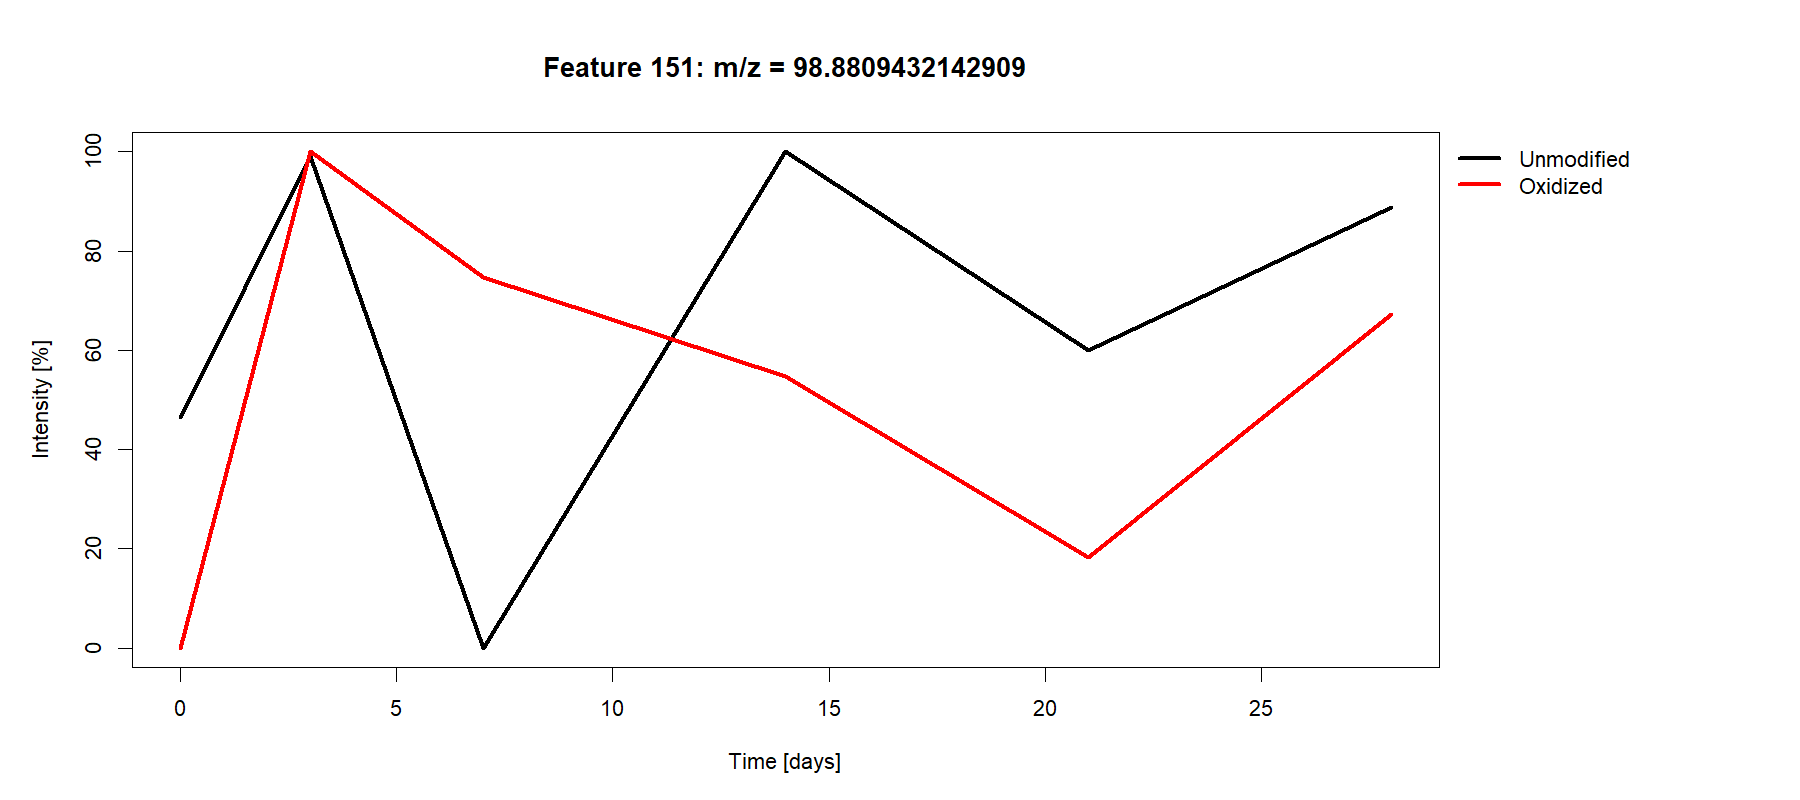 Feature 151: m/z = 98.8809432142909
Unmodified
Oxidized
Intensity [%]
100
80
60
40
20
0
0 5 10 15 20 25
Time [days]